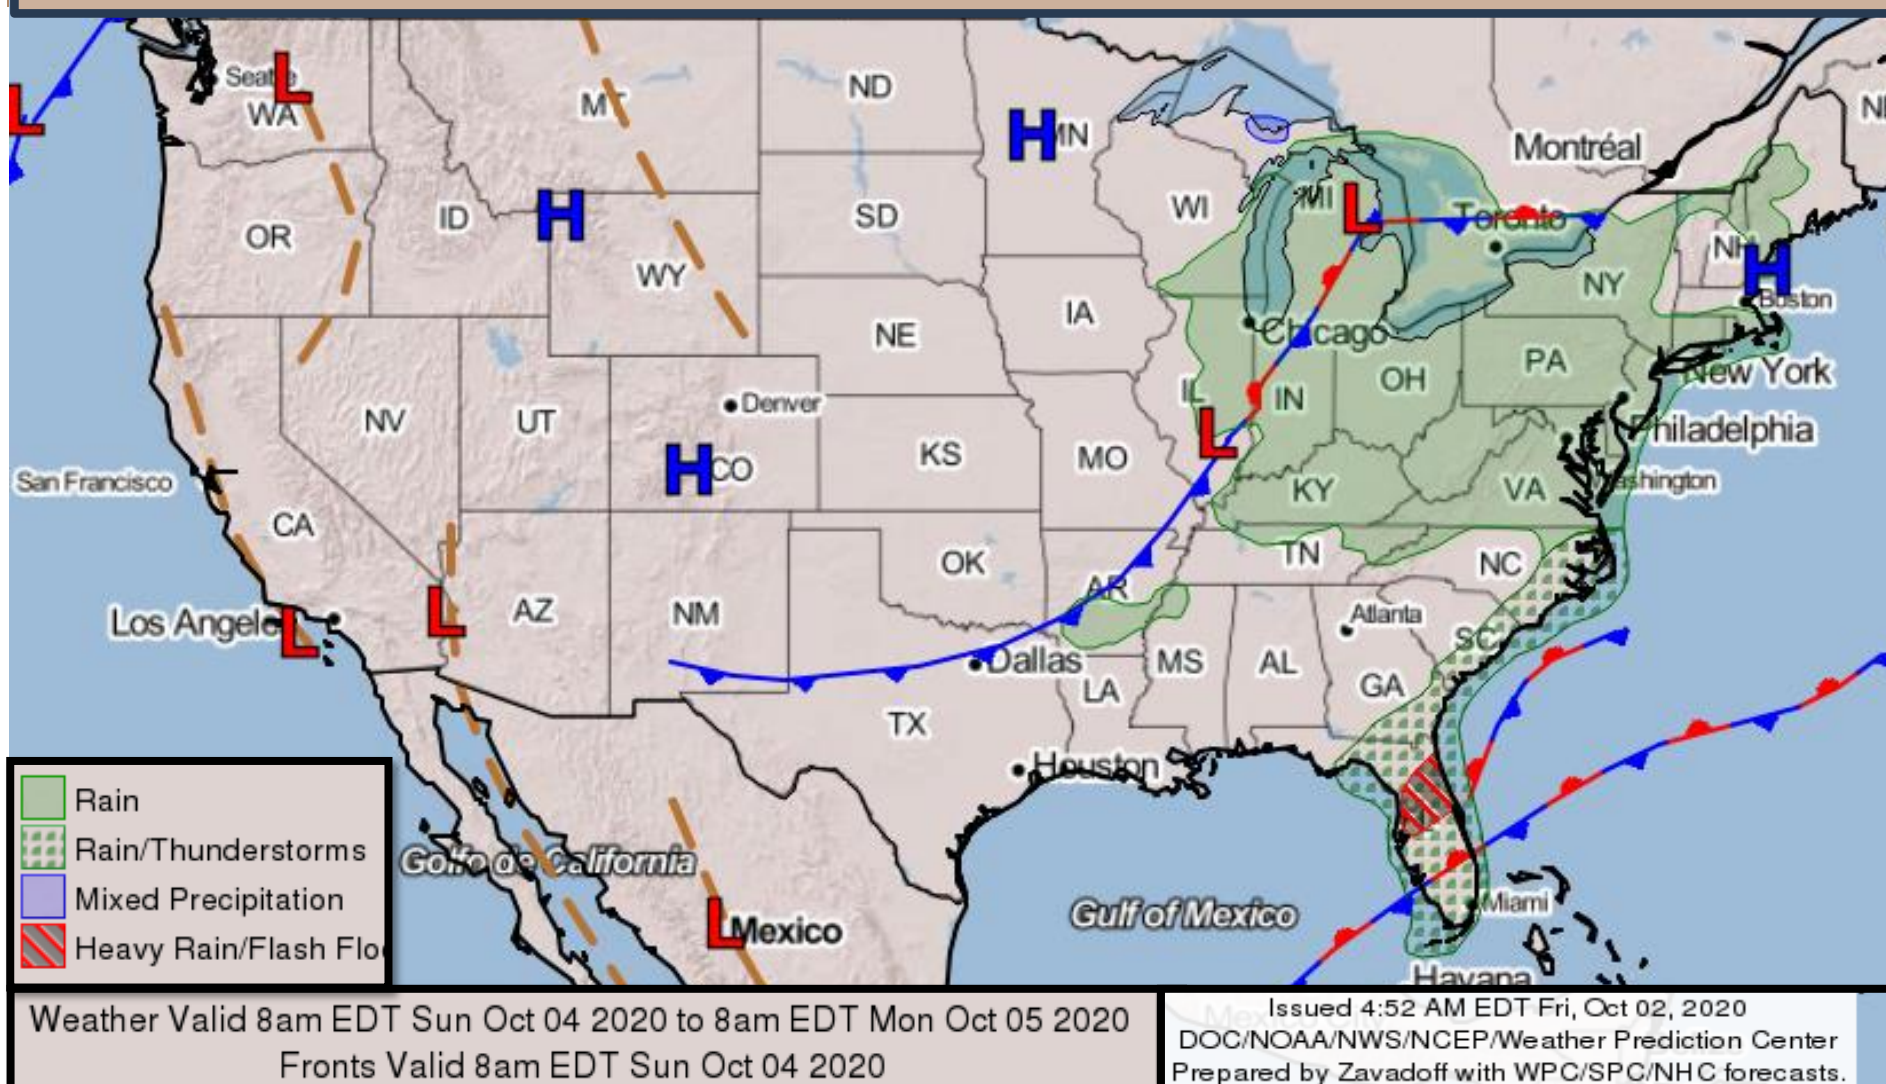 Seattle
WA
MT
ND
MN
Montréal
OR
ID
SD
WI
MI
Toronto
NH
WY
NY
Boston
IA
NE
Chicago
PA
New York
OH
IL
IN
Denver
NV
UT
Philadelphia
CO
KS
MO
San Francisco
KY
VA
Washington
CA
OK
TN
NC
AR
AZ
NM
Atlanta
Los Angeles
SC
Dallas
MS
AL
GA
LA
TX
Houston
Golfo de California
Miami
Gulf of Mexico
Mexico
Havana
H
H
H
H
L
L
L
L
L
L
L
Rain
Rain/Thunderstorms
Mixed Precipitation
Heavy Rain/Flash Flo
Weather Valid 8am EDT Sun Oct 04 2020 to 8am EDT Mon Oct 05 2020
Fronts Valid 8am EDT Sun Oct 04 2020
Mexico City
Issued 4:52 AM EDT Fri, Oct 02, 2020
DOC/NOAA/NWS/NCEP/Weather Prediction Center
Prepared by Zavadoff with WPC/SPC/NHC forecasts.